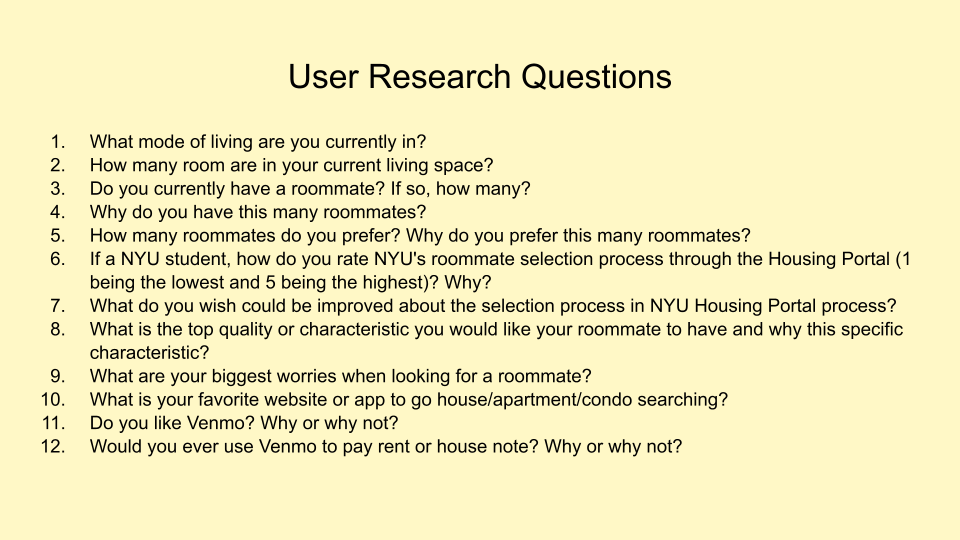 User Research Questions
1. What mode of living are you currently in?
2. How many room are in your current living space?
3. Do you currently have a roommate? If so, how many?
4. Why do you have this many roommates?
5. How many roommates do you prefer? Why do you prefer this many roommates?
6. If a NYU student, how do you rate NYU's roommate selection process through the Housing Portal (1
being the lowest and 5 being the highest)? Why?
7. What do you wish could be improved about the selection process in NYU Housing Portal process?
8. What is the top quality or characteristic you would like your roommate to have and why this specific
characteristic?
9. What are your biggest worries when looking for a roommate?
10. What is your favorite website or app to go house/apartment/condo searching?
11. Do you like Venmo? Why or why not?
12. Would you ever use Venmo to pay rent or house note? Why or why not?